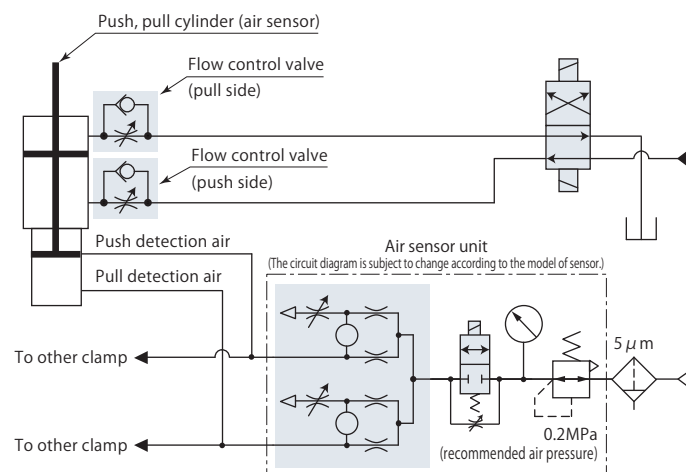 Push, pull cylinder (air sensor)
Flow control valve
(pull side)
Flow control valve
(push side)
Push detection air
Air sensor unit
(The circuit diagram is subject to change according to the model of sensor.)
Pull detection air
5 μm
To other clamp
0.2MPa
(recommended air pressure)
To other clamp